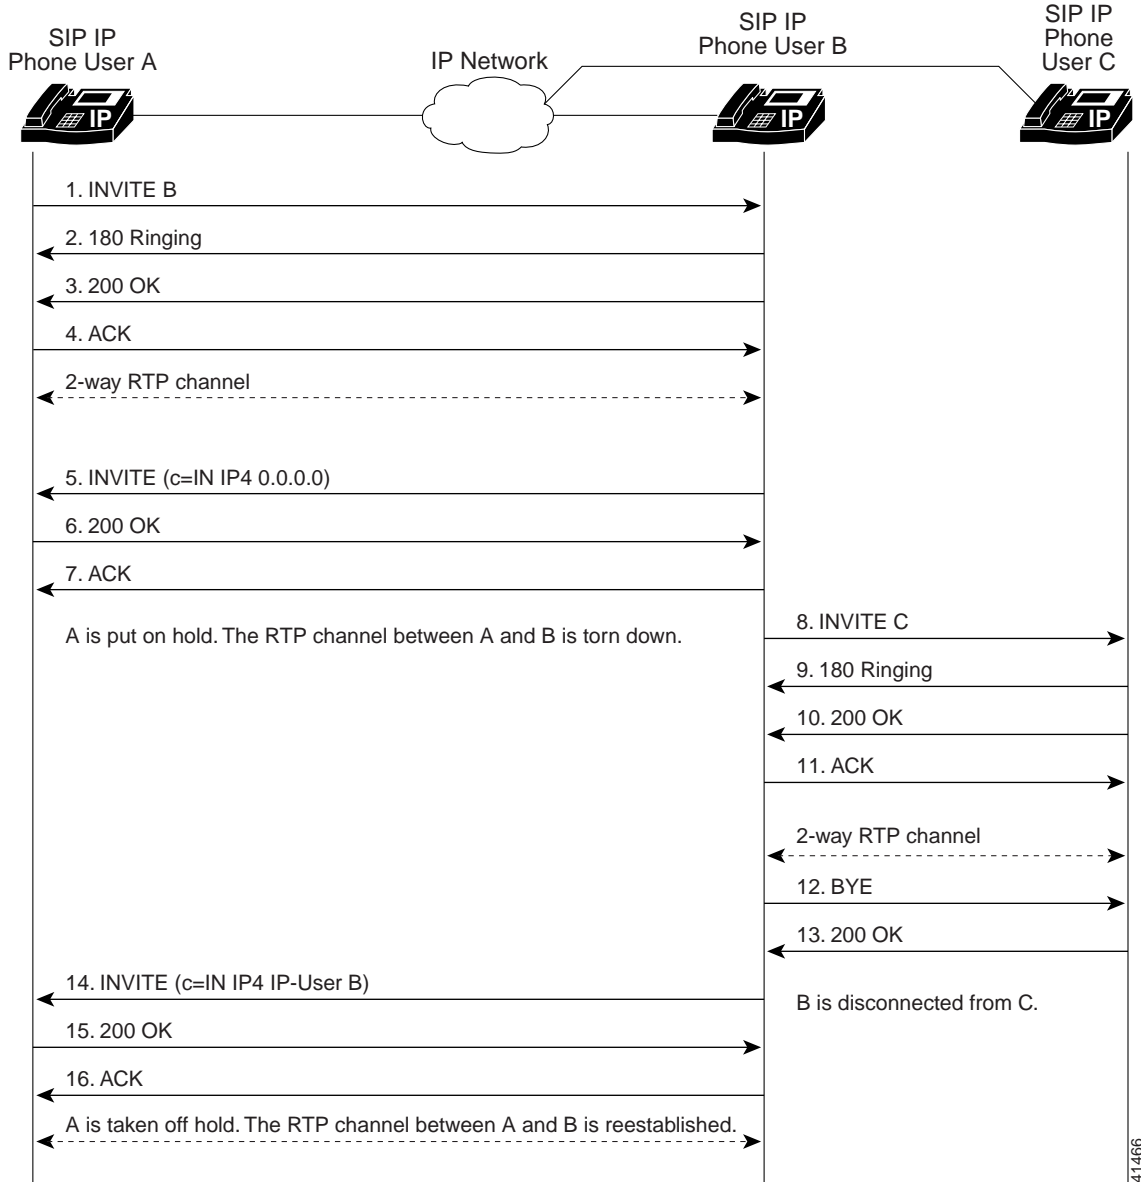 SIP IP
Phone User A
IP Network
SIP IP
Phone User B
SIP IP
Phone
User C
IP
IP
IP
1. INVITE B
2. 180 Ringing
3. 200 OK
4. ACK
2-way RTP channel
5. INVITE (c=IN IP4 0.0.0.0)
6. 200 OK
7. ACK
A is put on hold. The RTP channel between A and B is torn down.
8. INVITE C
9. 180 Ringing
10. 200 OK
11. ACK
2-way RTP channel
12. BYE
13. 200 OK
14. INVITE (c=IN IP4 IP-User B)
B is disconnected from C.
15. 200 OK
16. ACK
A is taken off hold. The RTP channel between A and B is reestablished.
41466